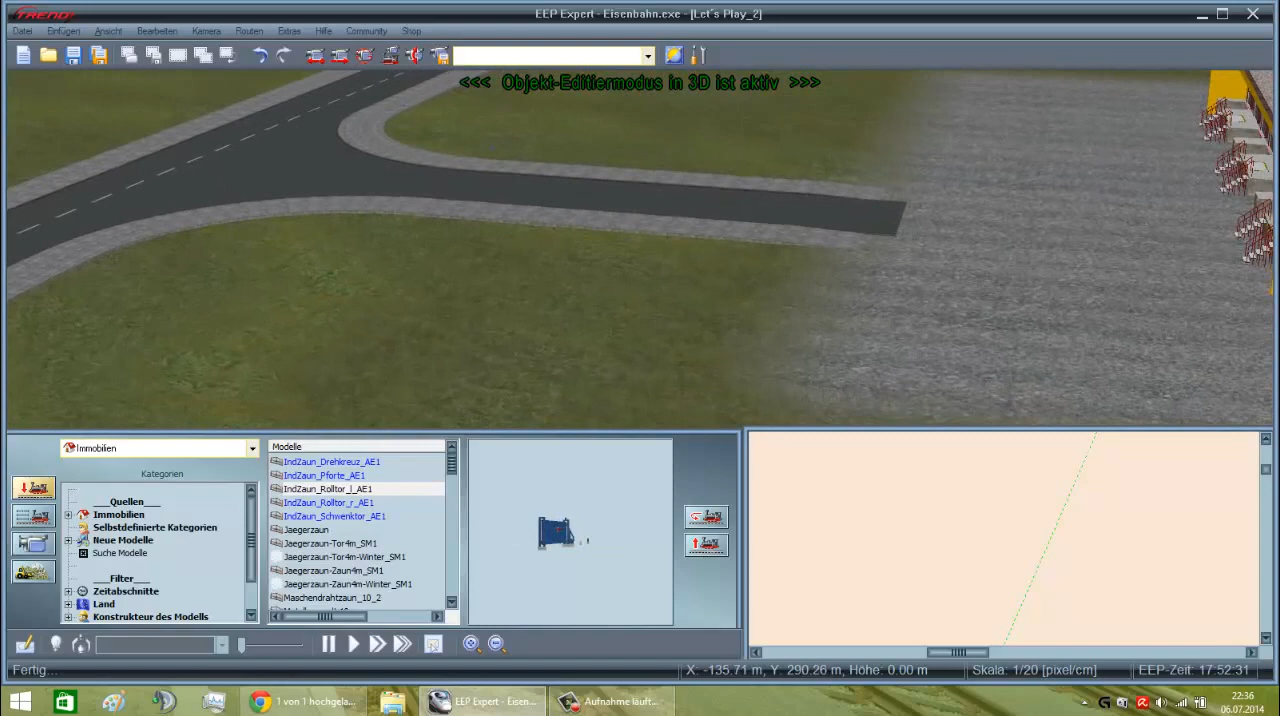 TREND
EEP Expert - Eisenbahn.exe - [Let´s Play_2]
Datei Einfügen Ansicht Bearbeiten Kamera Routen Extras Hilfe Community Shop
<<< Objekt-Editiermodus in 3D ist aktiv >>>
Immobilien
Kategorien
___Quellen___
Immobilien
Selbstdefinierte Kategorien
Neue Modelle
Suche Modelle
___Filter___
Zeitabschnitte
Land
Konstrukteur des Modells
Modelle
IndZaun_Drehkreuz_AE1
IndZaun_Pforte_AE1
IndZaun_Rolltor_l_AE1
IndZaun_Rolltor_r_AE1
IndZaun_Schwenktor_AE1
Jaegerzaun
Jaegerzaun-Tor4m_SM1
Jaegerzaun-Tor4m-Winter_SM1
Jaegerzaun-Zaun4m_SM1
Jaegerzaun-Zaun4m-Winter_SM1
Maschendrahtzaun_10_2
Fertig...
X: -135.71 m, Y: 290.26 m, Höhe: 0.00 m
Skala: 1/20 [pixel/cm]
EEP-Zeit: 17:52:31
1 von 1 hochgela...
EEP Expert - Eisen...
Aufnahme läuft...
22:36
06.07.2014